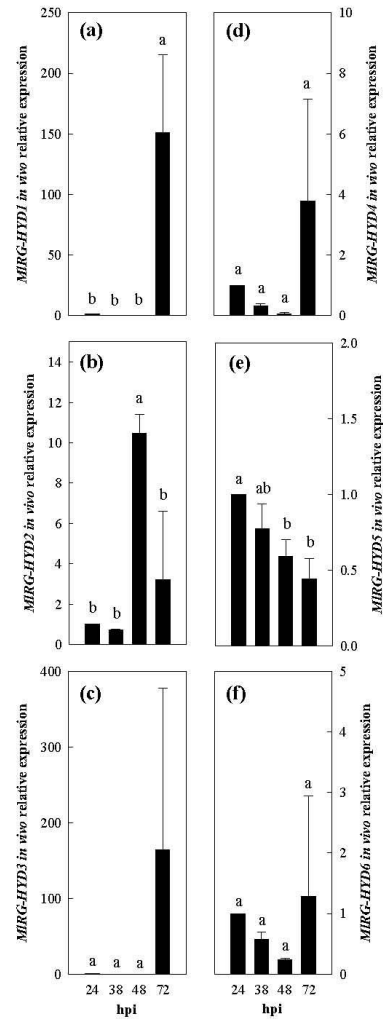 (a)
MlRG-HYD1 in vivo relative expression
250
200
150
100
50
0
b b b a
(d)
MlRG-HYD4 in vivo relative expression
10
8
6
4
2
0
a a a a
(b)
MlRG-HYD2 in vivo relative expression
14
12
10
8
6
4
2
0
b b a b
(e)
MlRG-HYD5 in vivo relative expression
2.0
1.5
1.0
0.5
0.0
a ab b b
(c)
MlRG-HYD3 in vivo relative expression
400
300
200
100
0
a a a
24 38 48 72
hpi
(f)
MlRG-HYD6 in vivo relative expression
5
4
3
2
1
0
a a a a
24 38 48 72
hpi